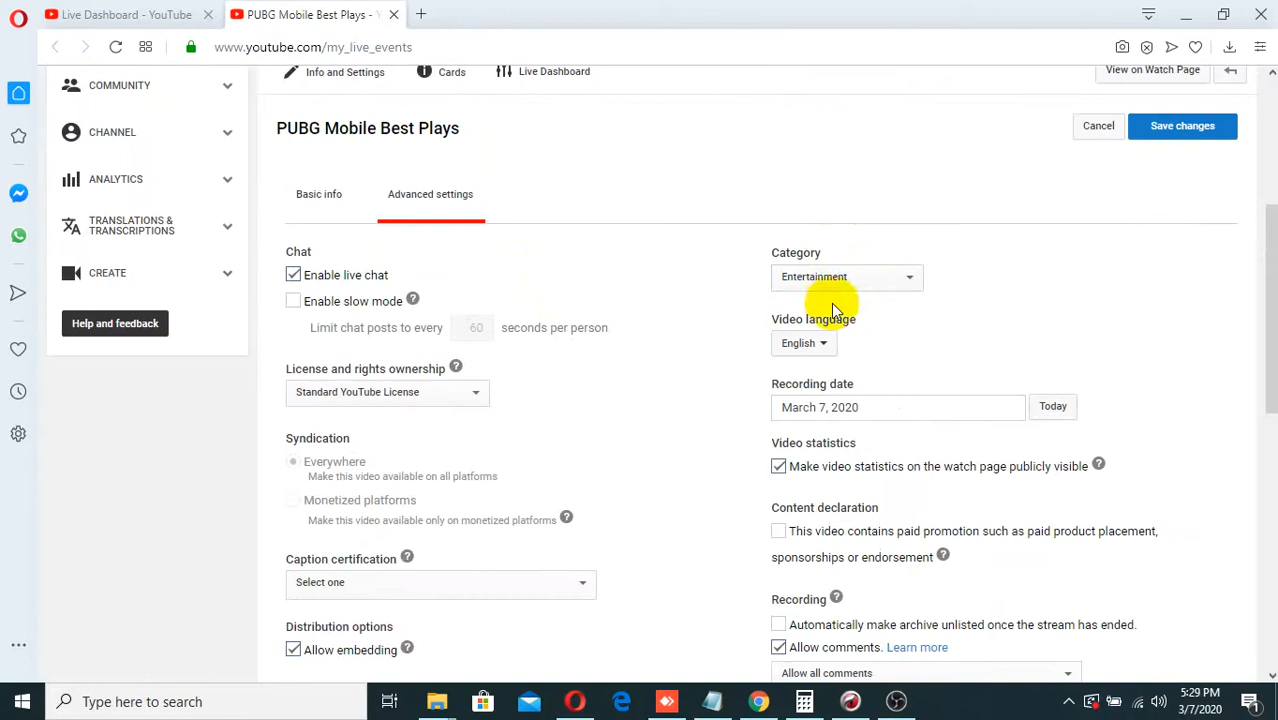 Live Dashboard - YouTube
PUBG Mobile Best Plays - Y
www.youtube.com/my_live_events
COMMUNITY
CHANNEL
ANALYTICS
TRANSLATIONS &
TRANSCRIPTIONS
CREATE
Help and feedback
Info and Settings
Cards
Live Dashboard
View on Watch Page
PUBG Mobile Best Plays
Cancel
Save changes
Basic info
Advanced settings
Chat
Enable live chat
Enable slow mode ?
Limit chat posts to every 60 seconds per person
License and rights ownership ?
Standard YouTube License
Syndication
Everywhere
Make this video available on all platforms
Monetized platforms
Make this video available only on monetized platforms ?
Caption certification ?
Select one
Distribution options
Allow embedding ?
Category
Entertainment
Video language
English
Recording date
March 7, 2020
Today
Video statistics
Make video statistics on the watch page publicly visible ?
Content declaration
This video contains paid promotion such as paid product placement,
sponsorships or endorsement ?
Recording ?
Automatically make archive unlisted once the stream has ended.
Allow comments. Learn more
Allow all comments
Type here to search
5:29 PM
3/7/2020
1